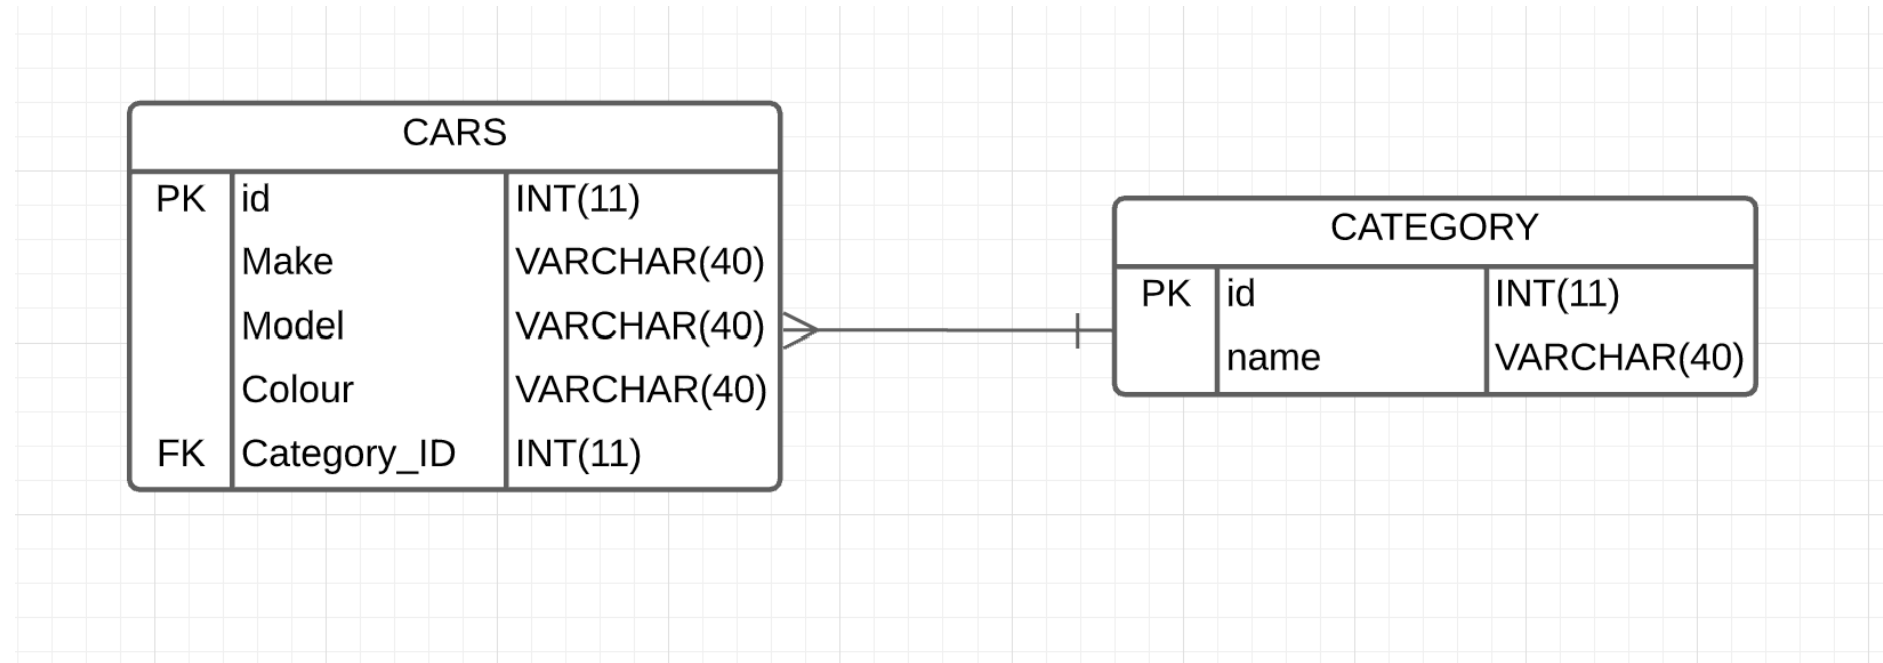 CARS
PK id INT(11)
Make VARCHAR(40)
Model VARCHAR(40)
Colour VARCHAR(40)
FK Category_ID INT(11)
CATEGORY
PK id INT(11)
name VARCHAR(40)